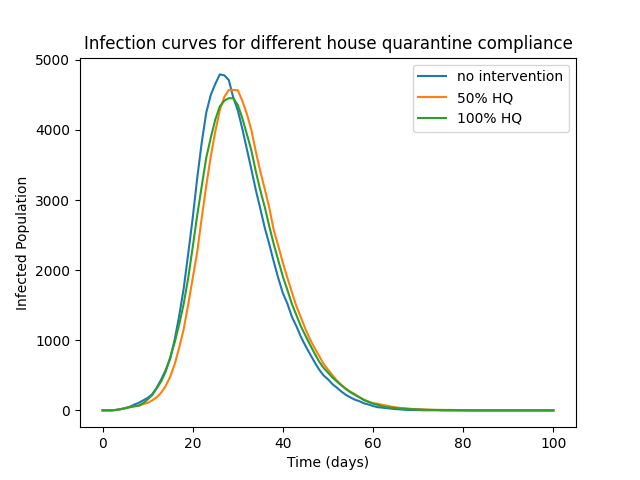 Infection curves for different house quarantine compliance
no intervention
50% HQ
100% HQ
Infected Population
5000
4000
3000
2000
1000
0
0 20 40 60 80 100
Time (days)